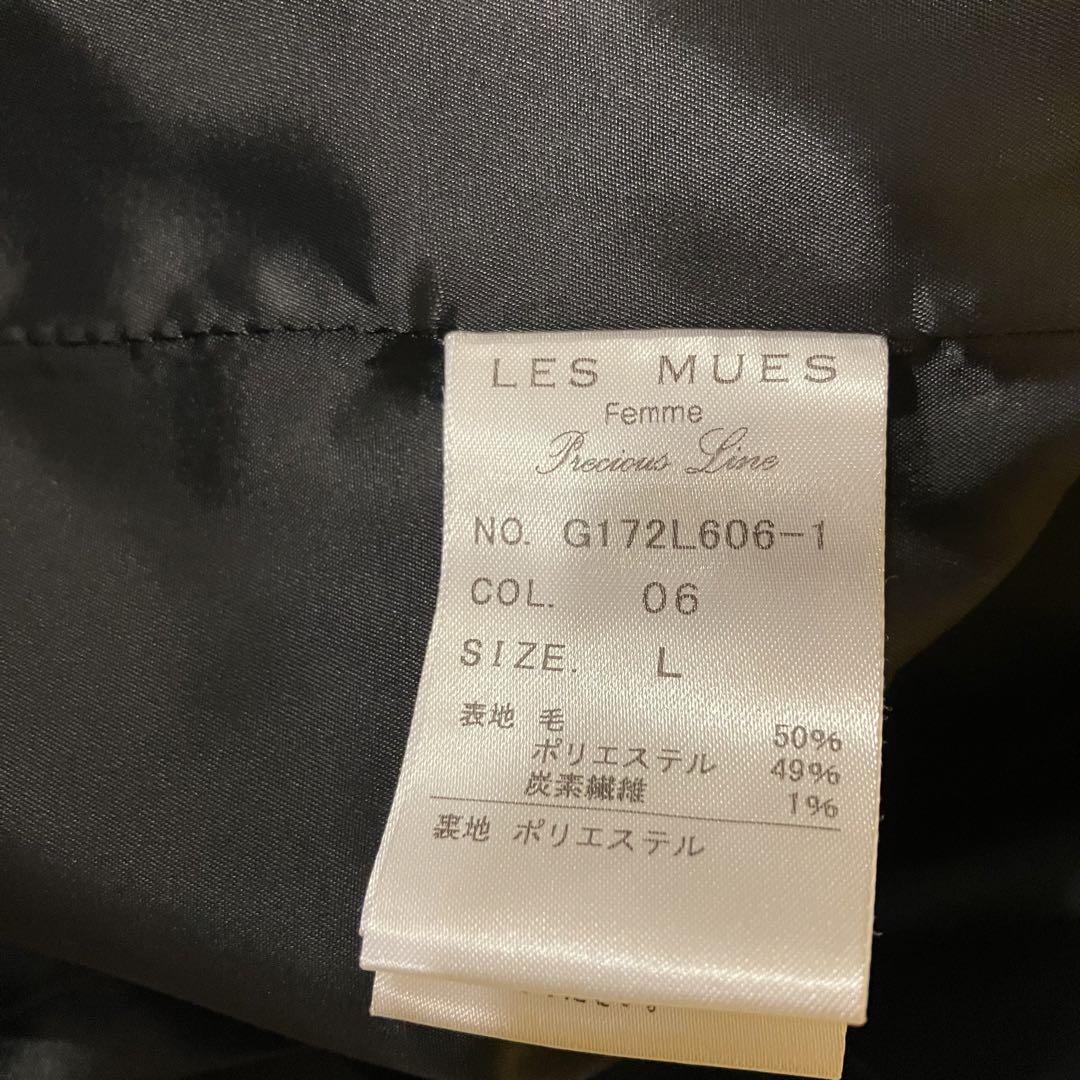 LES MUES
Femme
Precious Line
NO. G172L606-1
COL. 06
SIZE. L
表地 毛 50%
ポリエステル 49%
炭素繊維 1%
裏地 ポリエステル